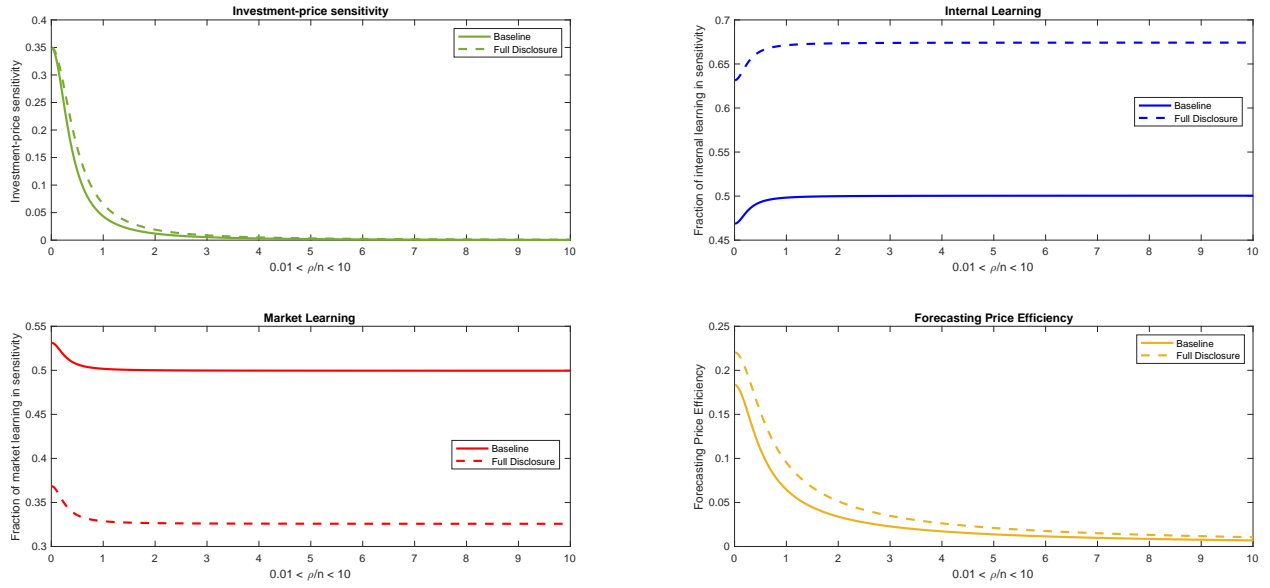 Investment-price sensitivity
Investment-price sensitivity
0.4
0.35
0.3
0.25
0.2
0.15
0.1
0.05
0
Baseline
Full Disclosure
0 1 2 3 4 5 6 7 8 9 10
0.01 < ρ/n < 10
Internal Learning
Fraction of internal learning in sensitivity
0.7
0.65
0.6
0.55
0.5
0.45
Baseline
Full Disclosure
0 1 2 3 4 5 6 7 8 9 10
0.01 < ρ/n < 10
Market Learning
Fraction of market learning in sensitivity
0.55
0.5
0.45
0.4
0.35
0.3
Baseline
Full Disclosure
0 1 2 3 4 5 6 7 8 9 10
0.01 < ρ/n < 10
Forecasting Price Efficiency
Forecasting Price Efficiency
0.25
0.2
0.15
0.1
0.05
0
Baseline
Full Disclosure
0 1 2 3 4 5 6 7 8 9 10
0.01 < ρ/n < 10